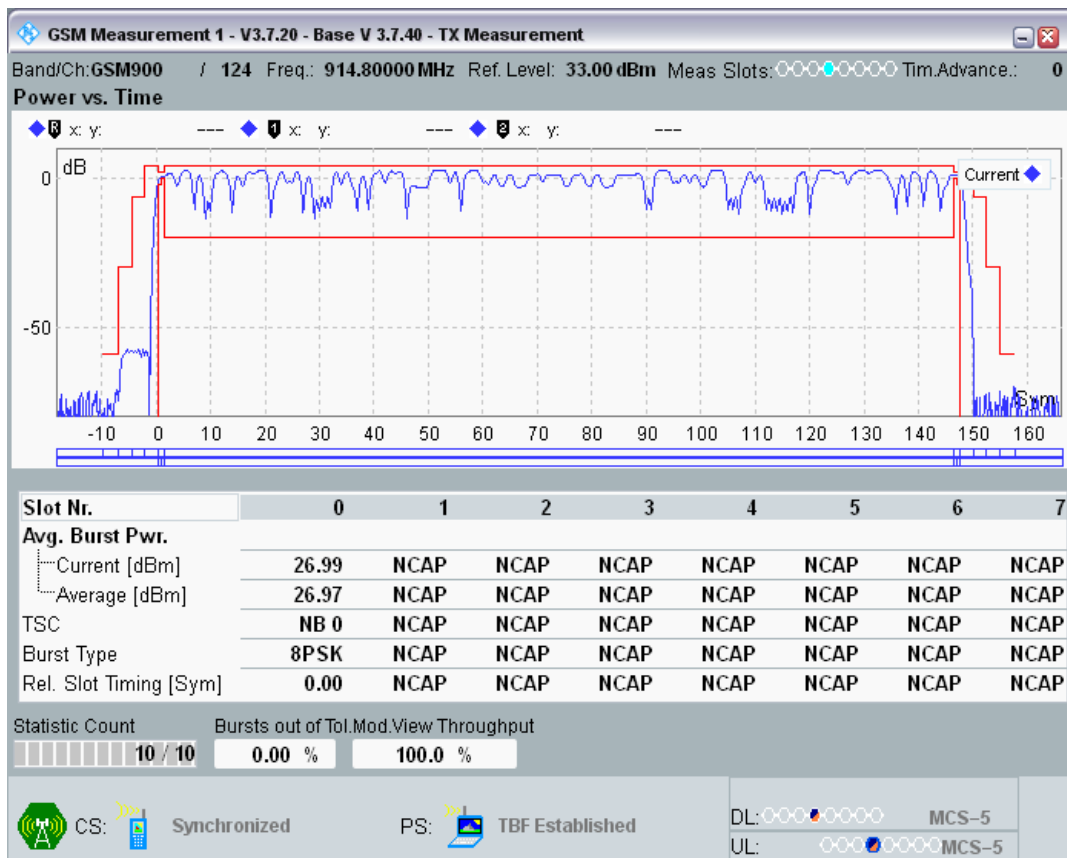 GSM Measurement 1 - V3.7.20 - Base V 3.7.40 - TX Measurement
Band/Ch:GSM900 / 124 Freq.: 914.80000 MHz Ref. Level: 33.00 dBm Meas Slots: Tim.Advance.: 0
Power vs. Time
R x: y: --- 1 x: y: --- 2 x: y: ---
dB
0
Current
-50
Sym
-10 0 10 20 30 40 50 60 70 80 90 100 110 120 130 140 150 160
Slot Nr. 0 1 2 3 4 5 6 7
Avg. Burst Pwr.
Current [dBm] 26.99 NCAP NCAP NCAP NCAP NCAP NCAP NCAP
Average [dBm] 26.97 NCAP NCAP NCAP NCAP NCAP NCAP NCAP
TSC NB 0 NCAP NCAP NCAP NCAP NCAP NCAP NCAP
Burst Type 8PSK NCAP NCAP NCAP NCAP NCAP NCAP NCAP
Rel. Slot Timing [Sym] 0.00 NCAP NCAP NCAP NCAP NCAP NCAP NCAP
Statistic Count Bursts out of Tol.Mod.View Throughput
10 / 10 0.00 % 100.0 %
CS: Synchronized PS: TBF Established DL: MCS-5
UL: MCS-5